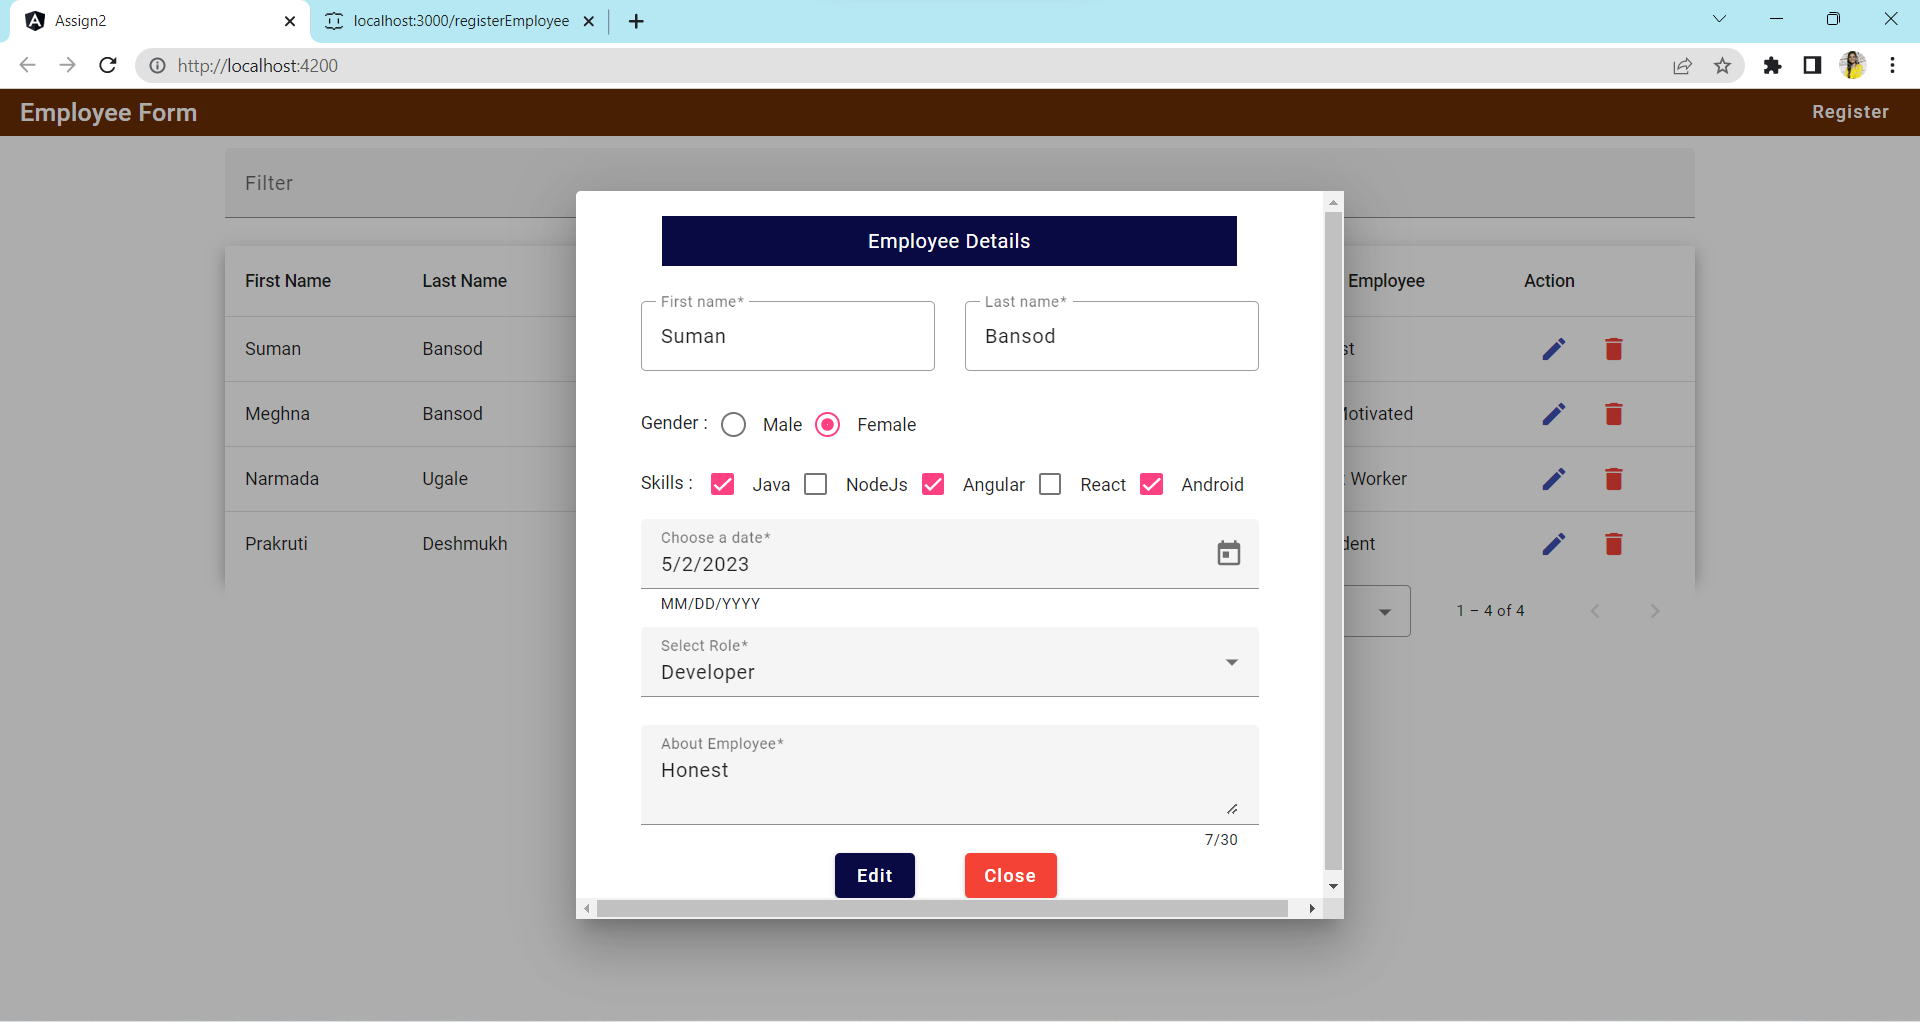 Assign2
localhost:3000/registerEmployee
http://localhost:4200
Employee Form
Register
Filter
Employee Details
First Name Last Name Employee Action
First name*
Last name*
Suman
Bansod
Suman Bansod st
Gender : Male Female
Meghna Bansod Motivated
Skills : Java NodeJs Angular React Android
Narmada Ugale Worker
Choose a date*
5/2/2023
Prakruti Deshmukh dent
MM/DD/YYYY
1 – 4 of 4
Select Role*
Developer
About Employee*
Honest
7/30
Edit
Close